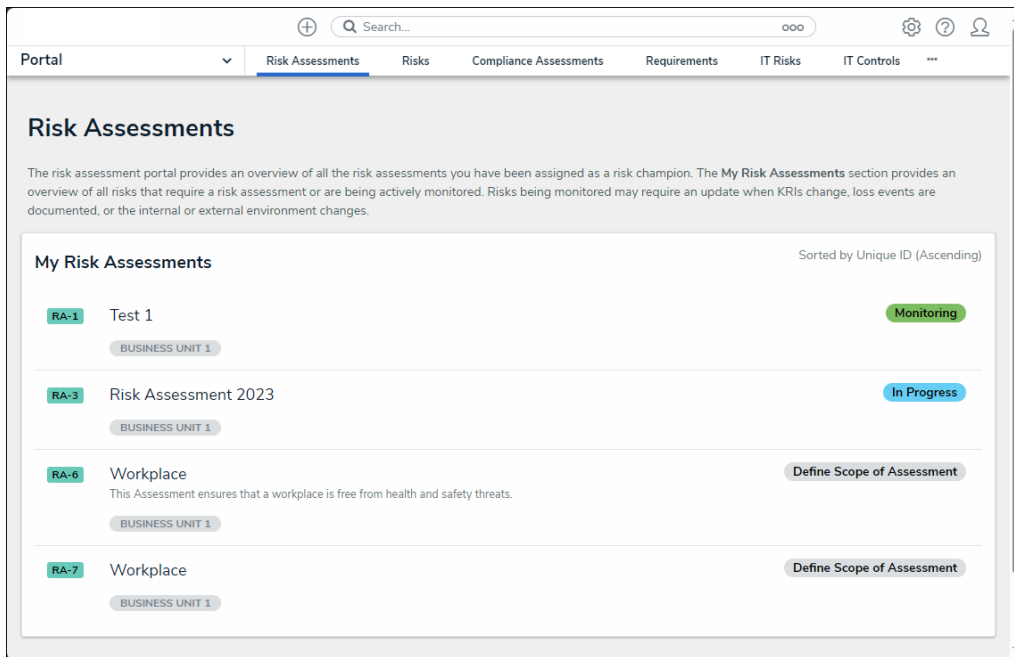 Search...
Portal
Risk Assessments Risks Compliance Assessments Requirements IT Risks IT Controls
Risk Assessments
The risk assessment portal provides an overview of all the risk assessments you have been assigned as a risk champion. The My Risk Assessments section provides an
overview of all risks that require a risk assessment or are being actively monitored. Risks being monitored may require an update when KRIs change, loss events are
documented, or the internal or external environment changes.
My Risk Assessments
Sorted by Unique ID (Ascending)
RA-1 Test 1 Monitoring
BUSINESS UNIT 1
RA-3 Risk Assessment 2023 In Progress
BUSINESS UNIT 1
RA-6 Workplace Define Scope of Assessment
This Assessment ensures that a workplace is free from health and safety threats.
BUSINESS UNIT 1
RA-7 Workplace Define Scope of Assessment
BUSINESS UNIT 1